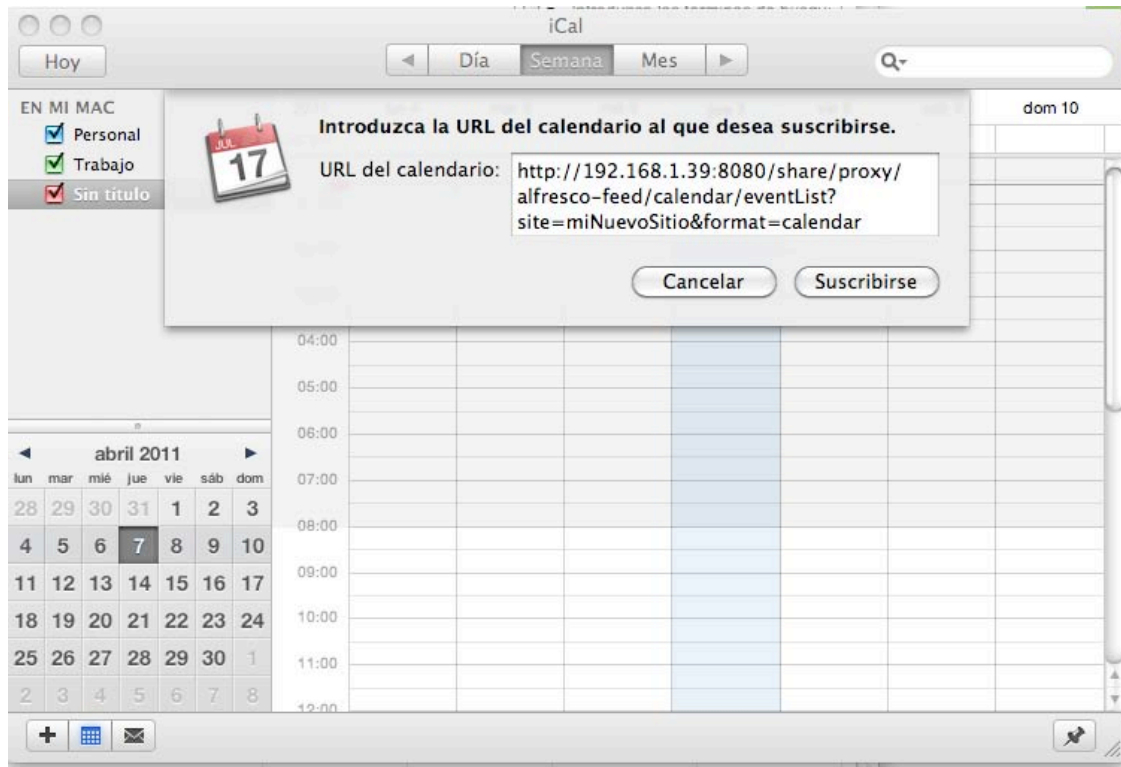 iCal
Hoy
Día Semana Mes
EN MI MAC
Personal
Trabajo
Sin título
dom 10
JUL
17
Introduzca la URL del calendario al que desea suscribirse.
URL del calendario:
http://192.168.1.39:8080/share/proxy/
alfresco-feed/calendar/eventList?
site=miNuevoSitio&format=calendar
Cancelar Suscribirse
04:00
05:00
06:00
07:00
08:00
09:00
10:00
11:00
12:00
abril 2011
lun mar mié jue vie sáb dom
28 29 30 31 1 2 3
4 5 6 7 8 9 10
11 12 13 14 15 16 17
18 19 20 21 22 23 24
25 26 27 28 29 30 1
2 3 4 5 6 7 8